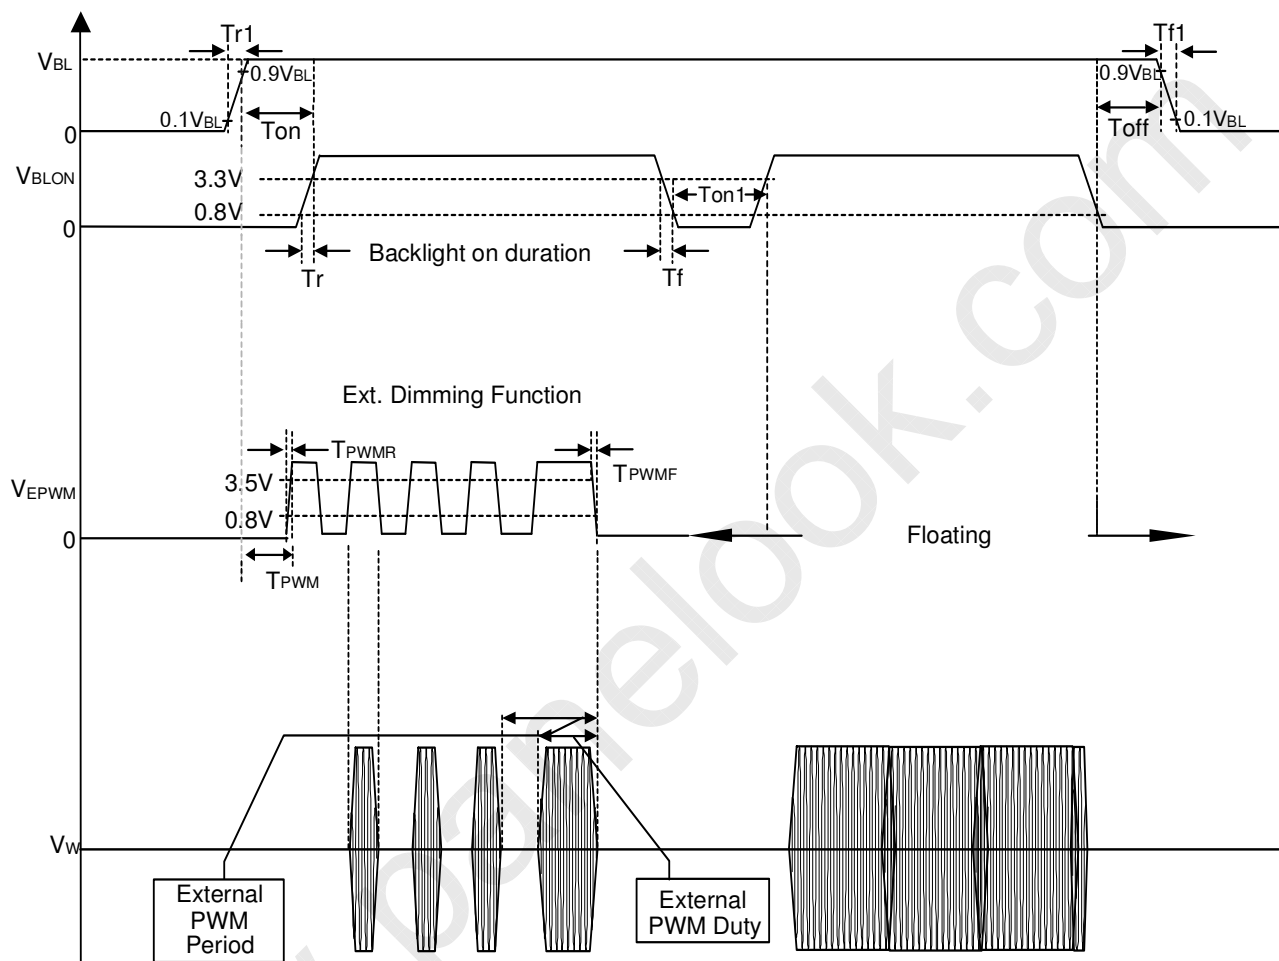 Tr1
Tf1
VBL
0.9VBL
0.9VBL
0.1VBL
Ton
Toff
0.1VBL
0
VBLON
3.3V
Ton1
0.8V
0
Backlight on duration
Tr
Tf
Ext. Dimming Function
TPWMR
TPWMF
3.5V
VEPWM
0.8V
0
Floating
TPWM
VW
External
PWM
Period
External
PWM Duty
panelook.com